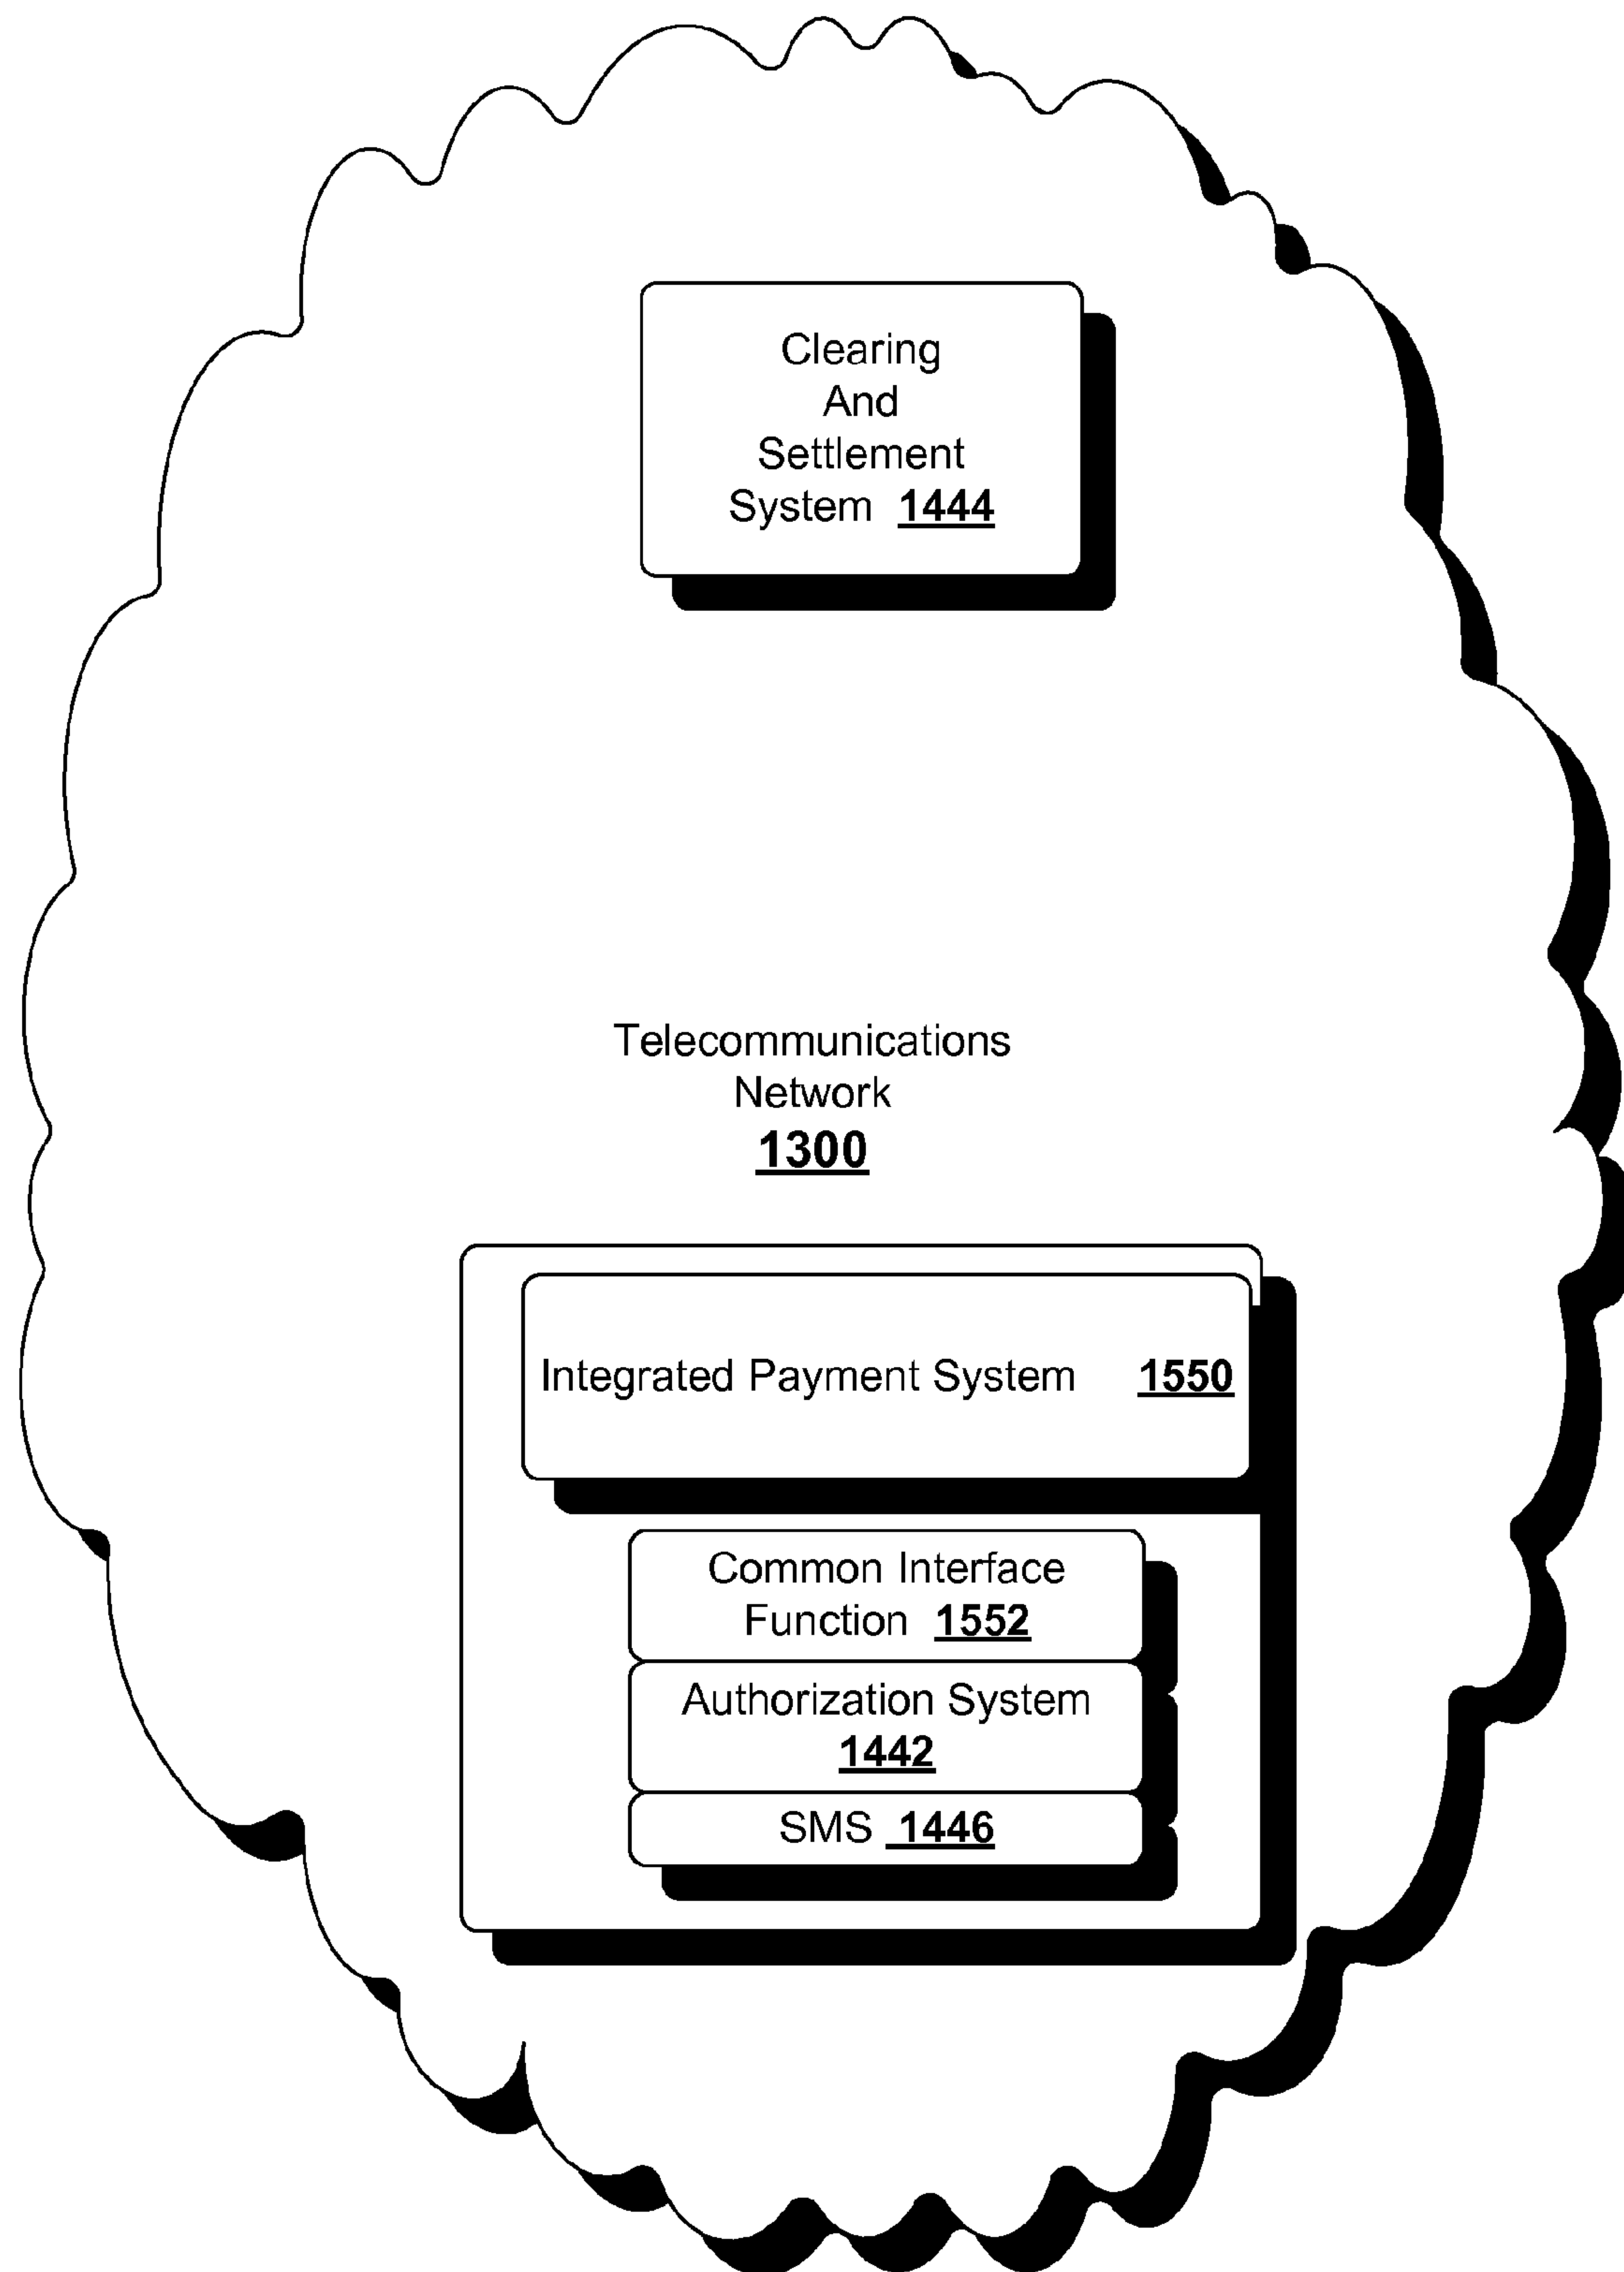 Clearing
And
Settlement
System 1444
Telecommunications
Network
1300
Integrated Payment System 1550
Common Interface
Function 1552
Authorization System
1442
SMS 1446